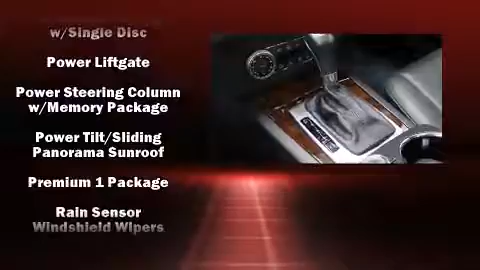 w/Single Disc
Power Liftgate
Power Steering Column
w/Memory Package
Power Tilt/Sliding
Panorama Sunroof
Premium 1 Package
Rain Sensor
Windshield Wipers